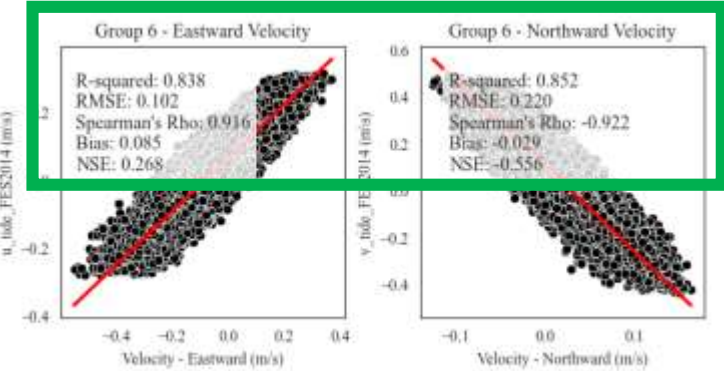 Group 6 - Eastward Velocity
R-squared: 0.838
RMSE: 0.102
Spearman's Rho: 0.916
Bias: 0.085
NSE: 0.268
u_tide_FES2014 (m/s)
-0.2
-0.4
-0.4 -0.2 0.0 0.2 0.4
Velocity - Eastward (m/s)
Group 6 - Northward Velocity
R-squared: 0.852
RMSE: 0.220
Spearman's Rho: -0.922
Bias: -0.029
NSE: -0.556
v_tide_FES2014 (m/s)
0.6
0.4
0.2
0.0
-0.2
-0.4
-0.1 0.0 0.1
Velocity - Northward (m/s)